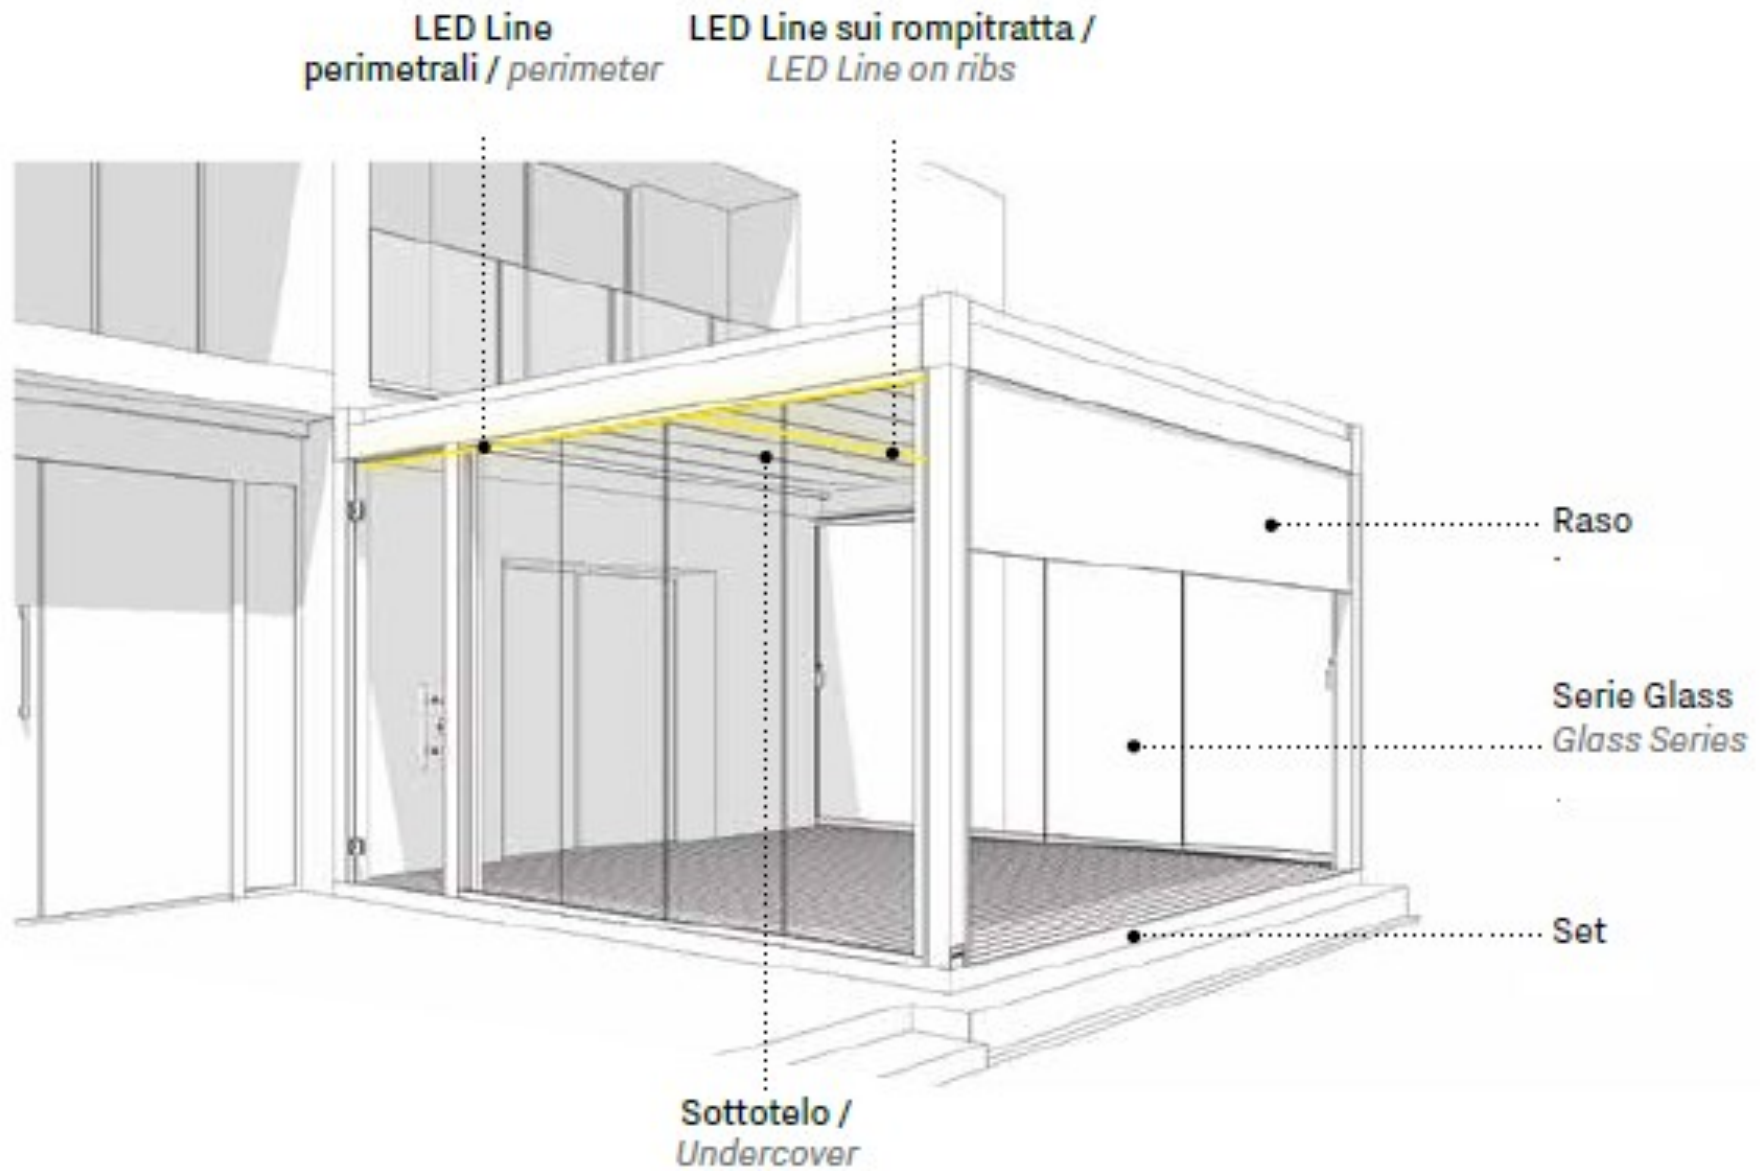 LED Line
perimetrali / perimeter
LED Line sui rompitratta /
LED Line on ribs
Raso
Serie Glass
Glass Series
Set
Sottotelo /
Undercover